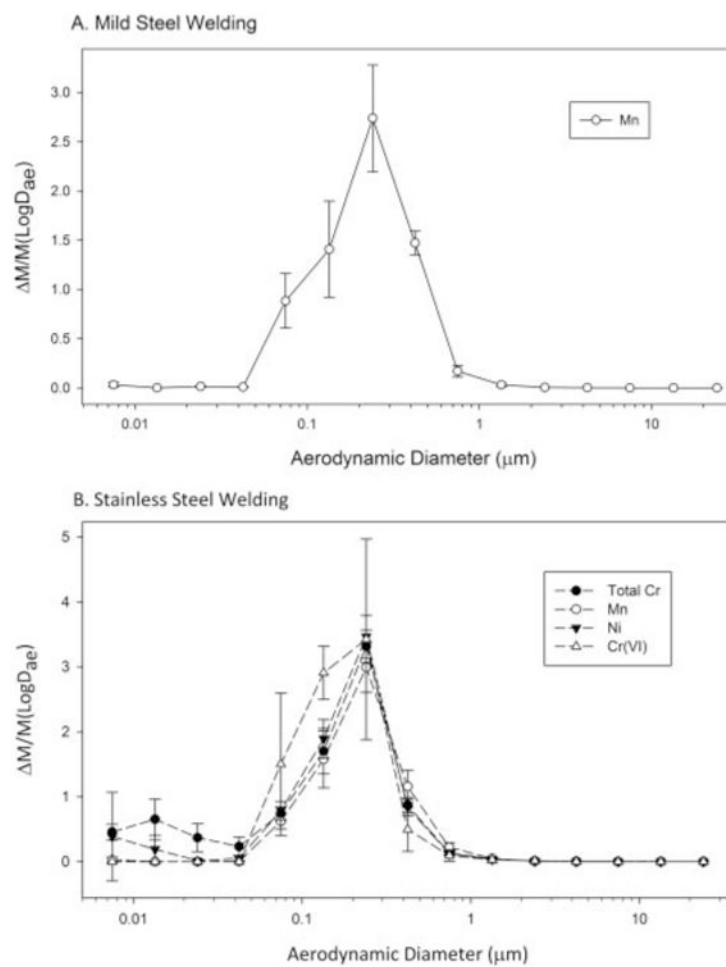 A. Mild Steel Welding
3.0
2.5
2.0
1.5
1.0
0.5
0.0
ΔM/M(LogDae)
Mn
0.01 0.1 1 10
Aerodynamic Diameter (μm)
B. Stainless Steel Welding
5
4
3
2
1
0
ΔM/M(LogDae)
Total Cr
Mn
Ni
Cr(VI)
0.01 0.1 1 10
Aerodynamic Diameter (μm)